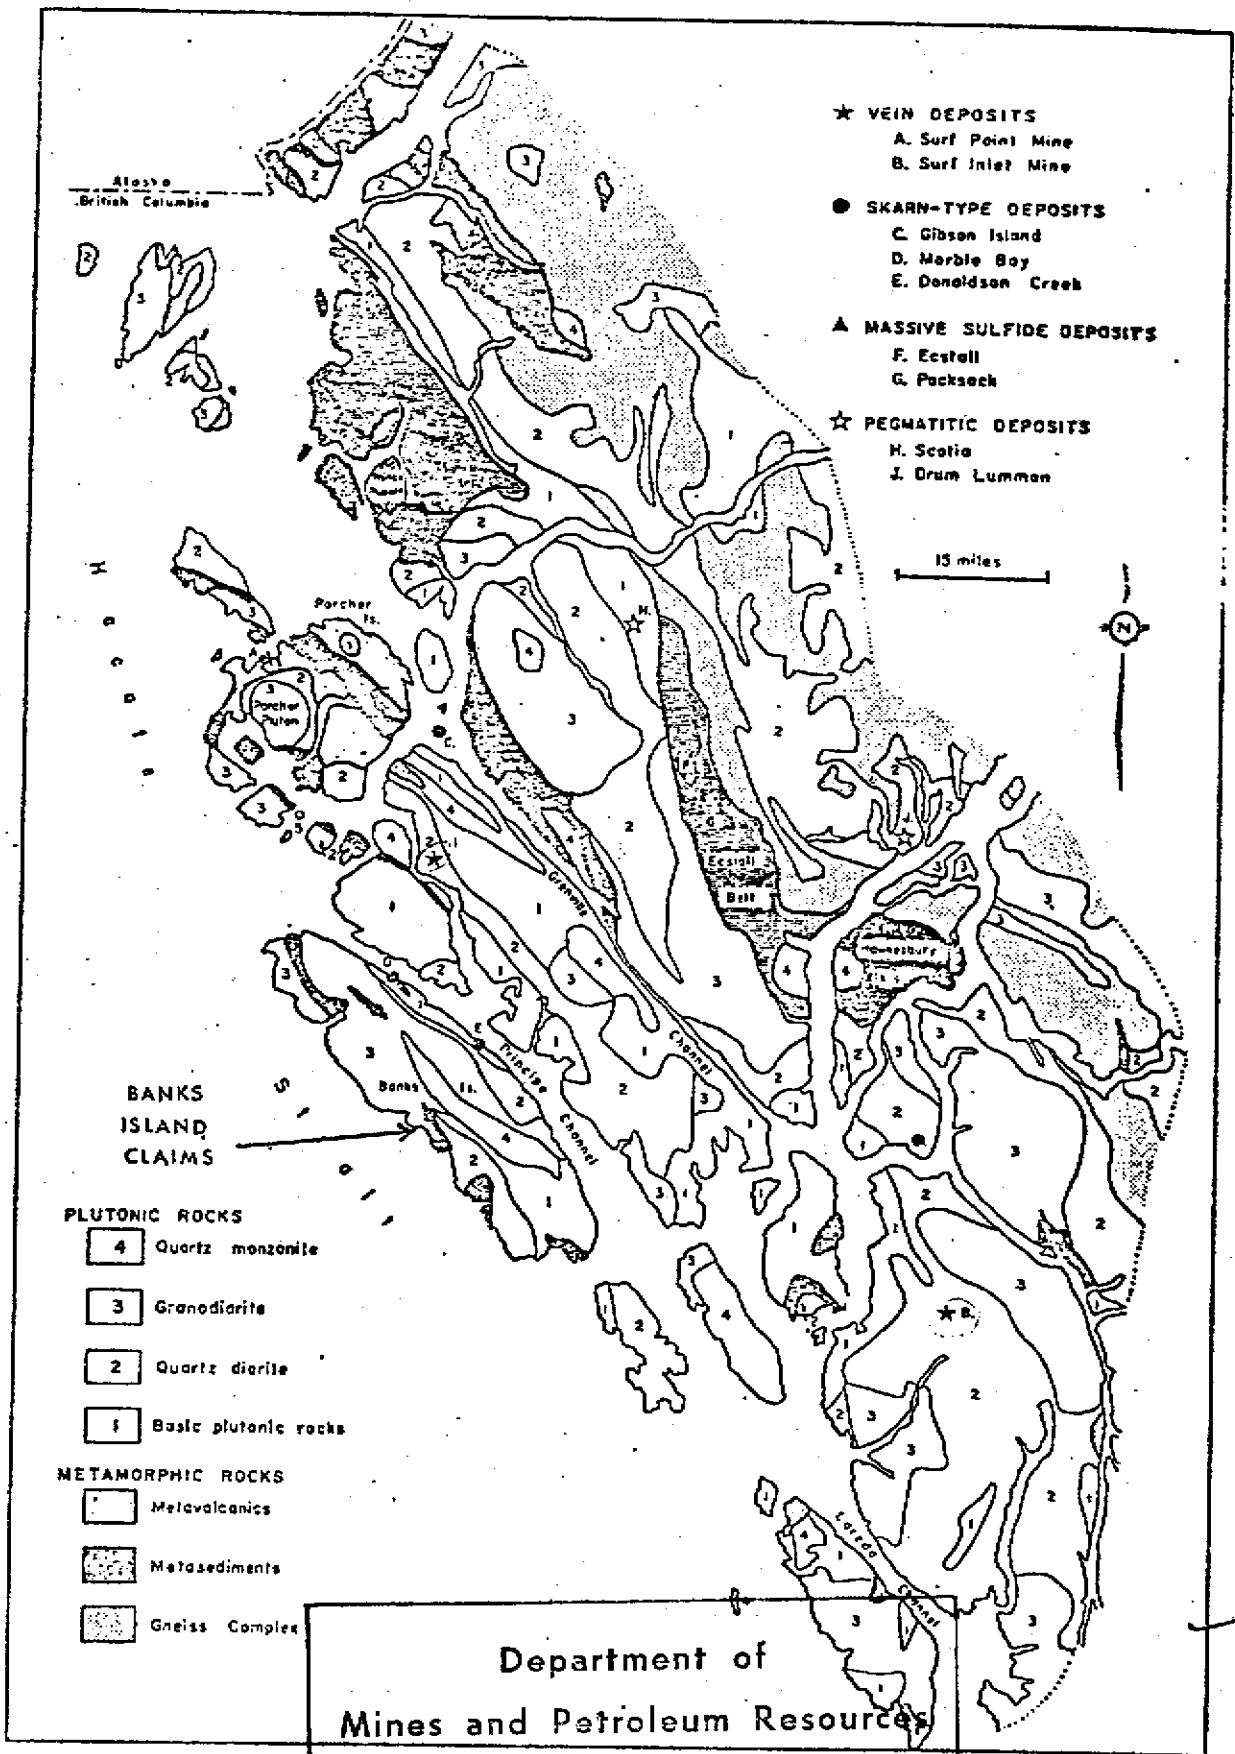 ★ VEIN DEPOSITS
A. Surf Point Mine
B. Surf Inlet Mine
● SKARN-TYPE DEPOSITS
C. Gibson Island
D. Marble Bay
E. Donaldson Creek
▲ MASSIVE SULFIDE DEPOSITS
F. Ecstall
G. Packsack
☆ PEGMATITIC DEPOSITS
H. Scotia
J. Drum Lummon
15 miles
N
Alaska
British Columbia
Hecate
Strait
Porcher
Is.
Porcher
Pluton
H.
C.
G
Ecstall
Belt
Hawkesbury
Grenville
Channel
Principe
Channel
Banks Is.
E
B.
Laredo
Channel
BANKS
ISLAND
CLAIMS
PLUTONIC ROCKS
4 Quartz monzonite
3 Granodiorite
2 Quartz diorite
1 Basic plutonic rocks
METAMORPHIC ROCKS
Metavolcanics
Metasediments
Gneiss Complex
Department of
Mines and Petroleum Resources